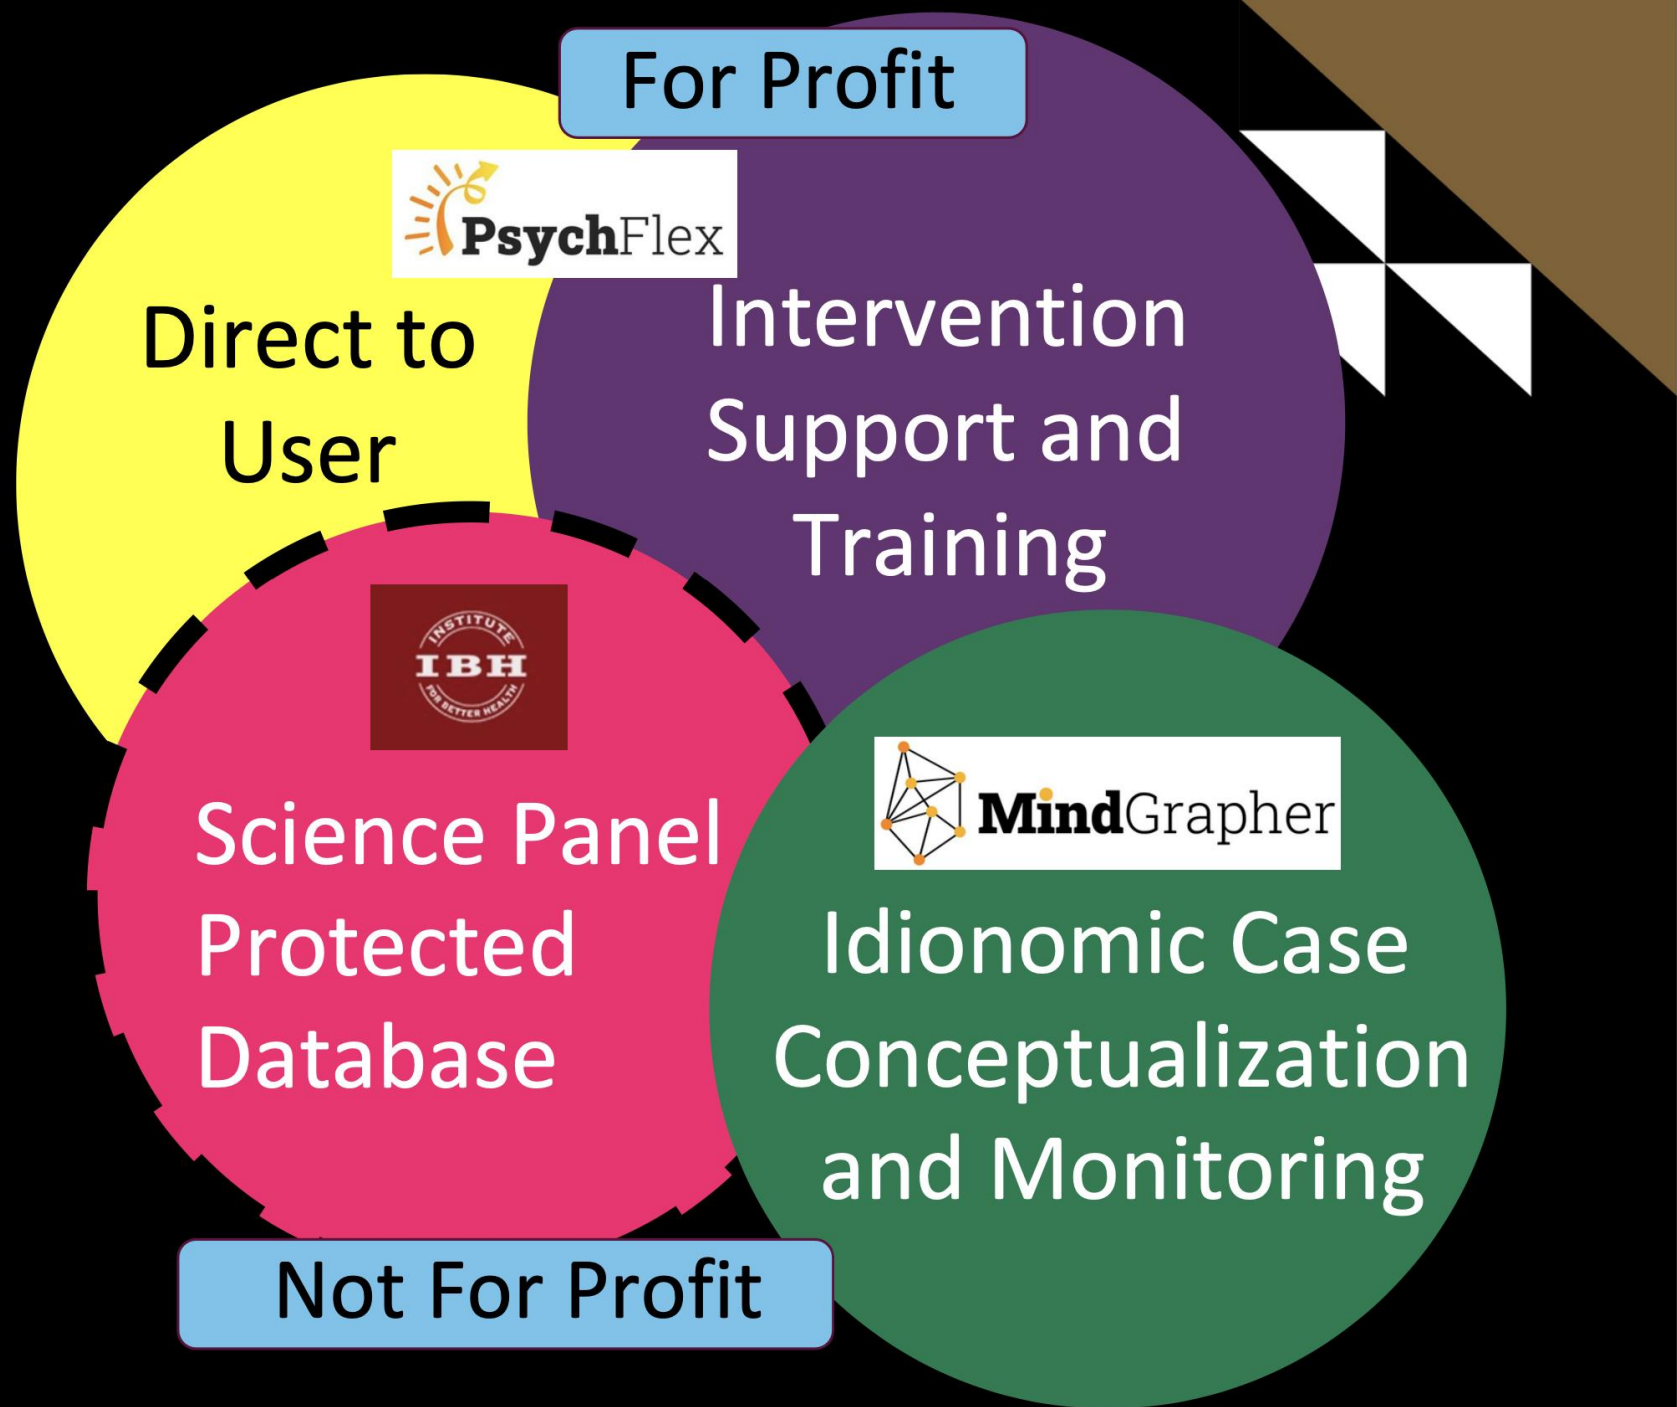 For Profit
PsychFlex
Direct to
User
Intervention
Support and
Training
INSTITUTE
IBH
FOR BETTER HEALTH
Science Panel
Protected
Database
MindGrapher
Idionomic Case
Conceptualization
and Monitoring
Not For Profit